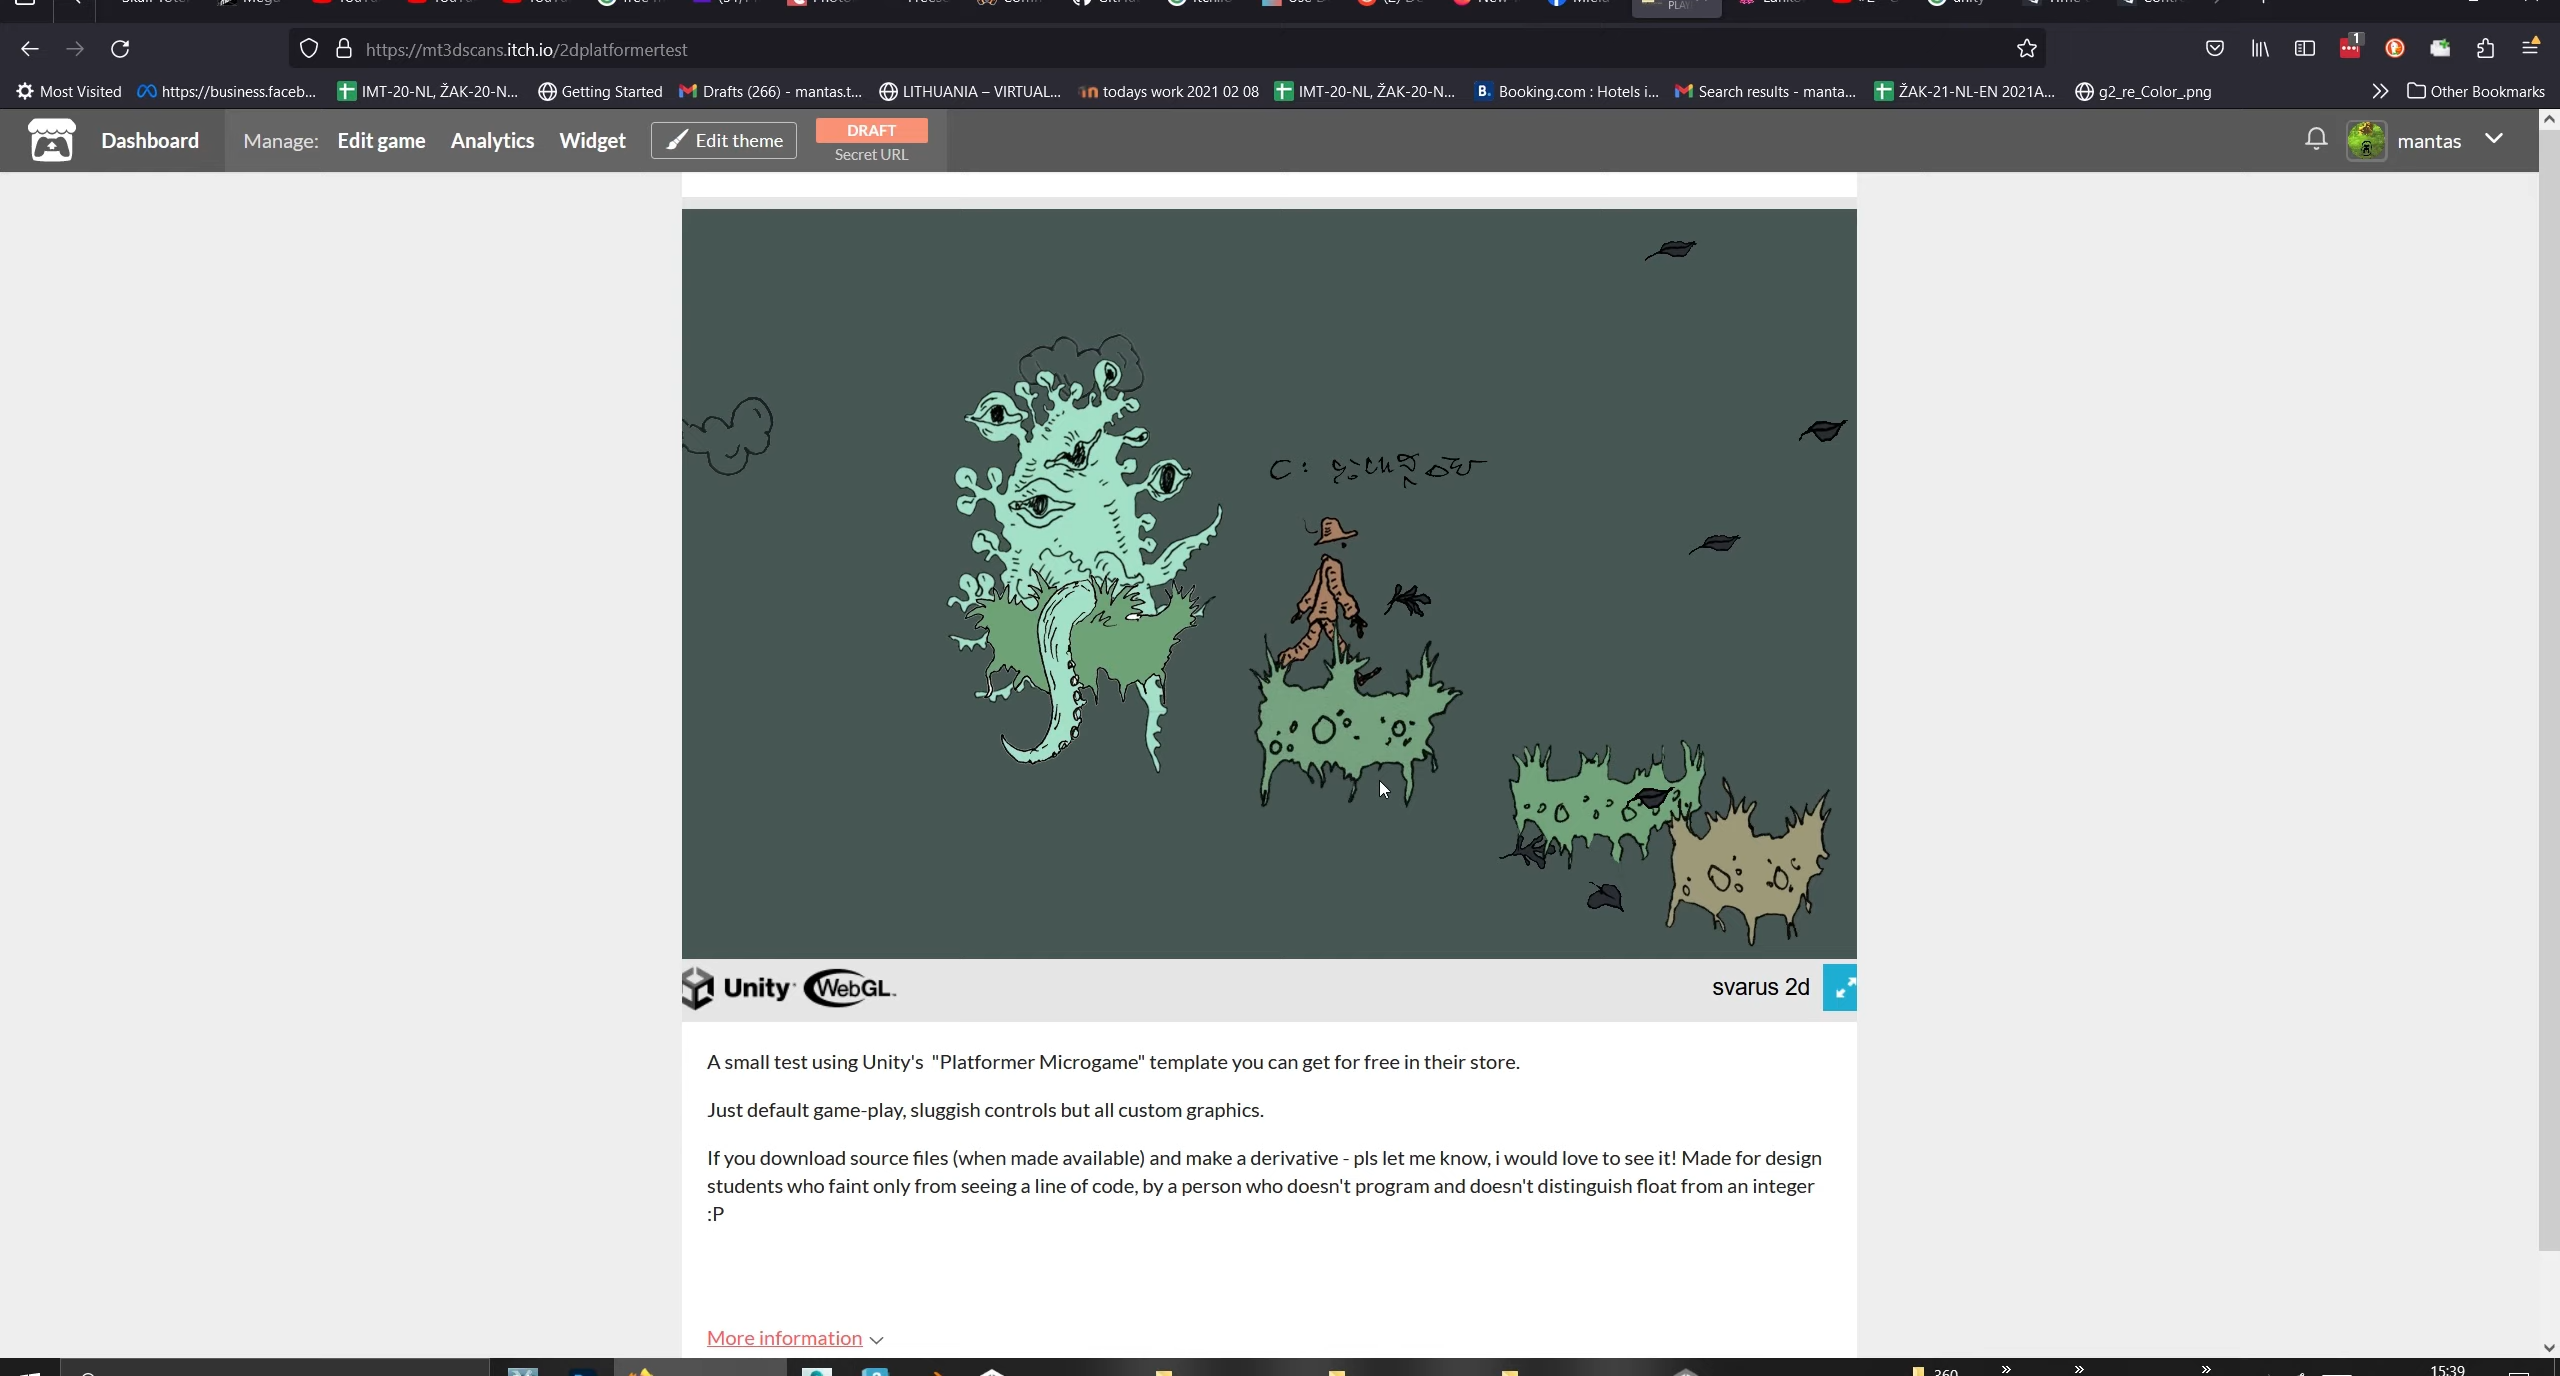 https://mt3dscans.itch.io/2dplatformertest
1
Most Visited
https://business.faceb...
IMT-20-NL, ŽAK-20-N...
Getting Started
Drafts (266) - mantas.t...
LITHUANIA – VIRTUAL...
todays work 2021 02 08
IMT-20-NL, ŽAK-20-N...
Booking.com : Hotels i...
Search results - manta...
ŽAK-21-NL-EN 2021A...
g2_re_Color_.png
Other Bookmarks
Dashboard
Manage:
Edit game
Analytics
Widget
Edit theme
DRAFT
Secret URL
mantas
Unity
WebGL
svarus 2d
A small test using Unity's "Platformer Microgame" template you can get for free in their store.
Just default game-play, sluggish controls but all custom graphics.
If you download source files (when made available) and make a derivative - pls let me know, i would love to see it! Made for design
students who faint only from seeing a line of code, by a person who doesn't program and doesn't distinguish float from an integer
:P
More information
360
15:39